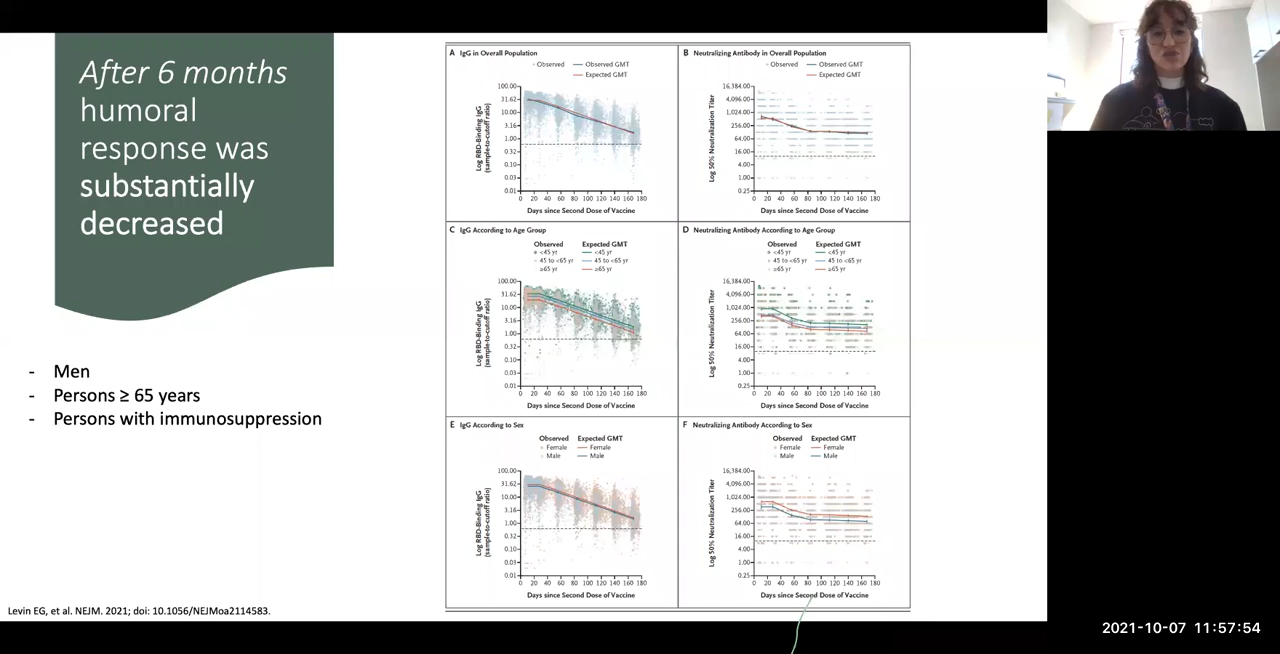 After 6 months
humoral
response was
substantially
decreased
- Men
- Persons ≥ 65 years
- Persons with immunosuppression
Levin EG, et al. NEJM. 2021; doi: 10.1056/NEJMoa2114583.
A IgG in Overall Population
Observed Observed GMT
Expected GMT
Log RBD-Binding IgG
(sample-to-cutoff ratio)
100.00
31.62
10.00
3.16
1.00
0.32
0.10
0.03
0.01
0 20 40 60 80 100 120 140 160 180
Days since Second Dose of Vaccine
B Neutralizing Antibody in Overall Population
Observed Observed GMT
Expected GMT
Log 50% Neutralization Titer
16,384.00
4,096.00
1,024.00
256.00
64.00
16.00
4.00
1.00
0.25
0 20 40 60 80 100 120 140 160 180
Days since Second Dose of Vaccine
C IgG According to Age Group
Observed Expected GMT
<45 yr <45 yr
45 to <65 yr 45 to <65 yr
≥65 yr ≥65 yr
Log RBD-Binding IgG
(sample-to-cutoff ratio)
100.00
31.62
10.00
3.16
1.00
0.32
0.10
0.03
0.01
0 20 40 60 80 100 120 140 160 180
Days since Second Dose of Vaccine
D Neutralizing Antibody According to Age Group
Observed Expected GMT
<45 yr <45 yr
45 to <65 yr 45 to <65 yr
≥65 yr ≥65 yr
Log 50% Neutralization Titer
16,384.00
4,096.00
1,024.00
256.00
64.00
16.00
4.00
1.00
0.25
0 20 40 60 80 100 120 140 160 180
Days since Second Dose of Vaccine
E IgG According to Sex
Observed Expected GMT
Female Female
Male Male
Log RBD-Binding IgG
(sample-to-cutoff ratio)
100.00
31.62
10.00
3.16
1.00
0.32
0.10
0.03
0.01
0 20 40 60 80 100 120 140 160 180
Days since Second Dose of Vaccine
F Neutralizing Antibody According to Sex
Observed Expected GMT
Female Female
Male Male
Log 50% Neutralization Titer
16,384.00
4,096.00
1,024.00
256.00
64.00
16.00
4.00
1.00
0.25
0 20 40 60 80 100 120 140 160 180
Days since Second Dose of Vaccine
2021-10-07 11:57:54